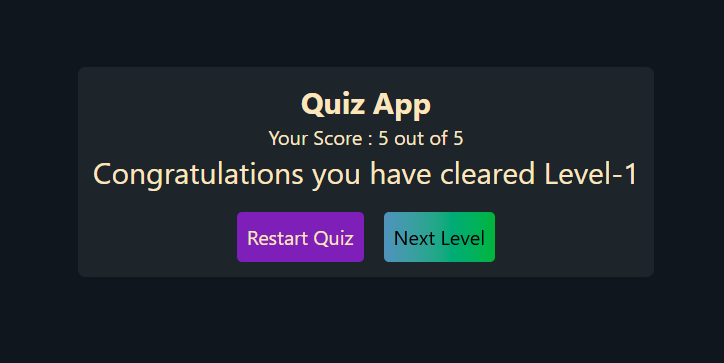 Quiz App
Your Score : 5 out of 5
Congratulations you have cleared Level-1
Restart Quiz
Next Level